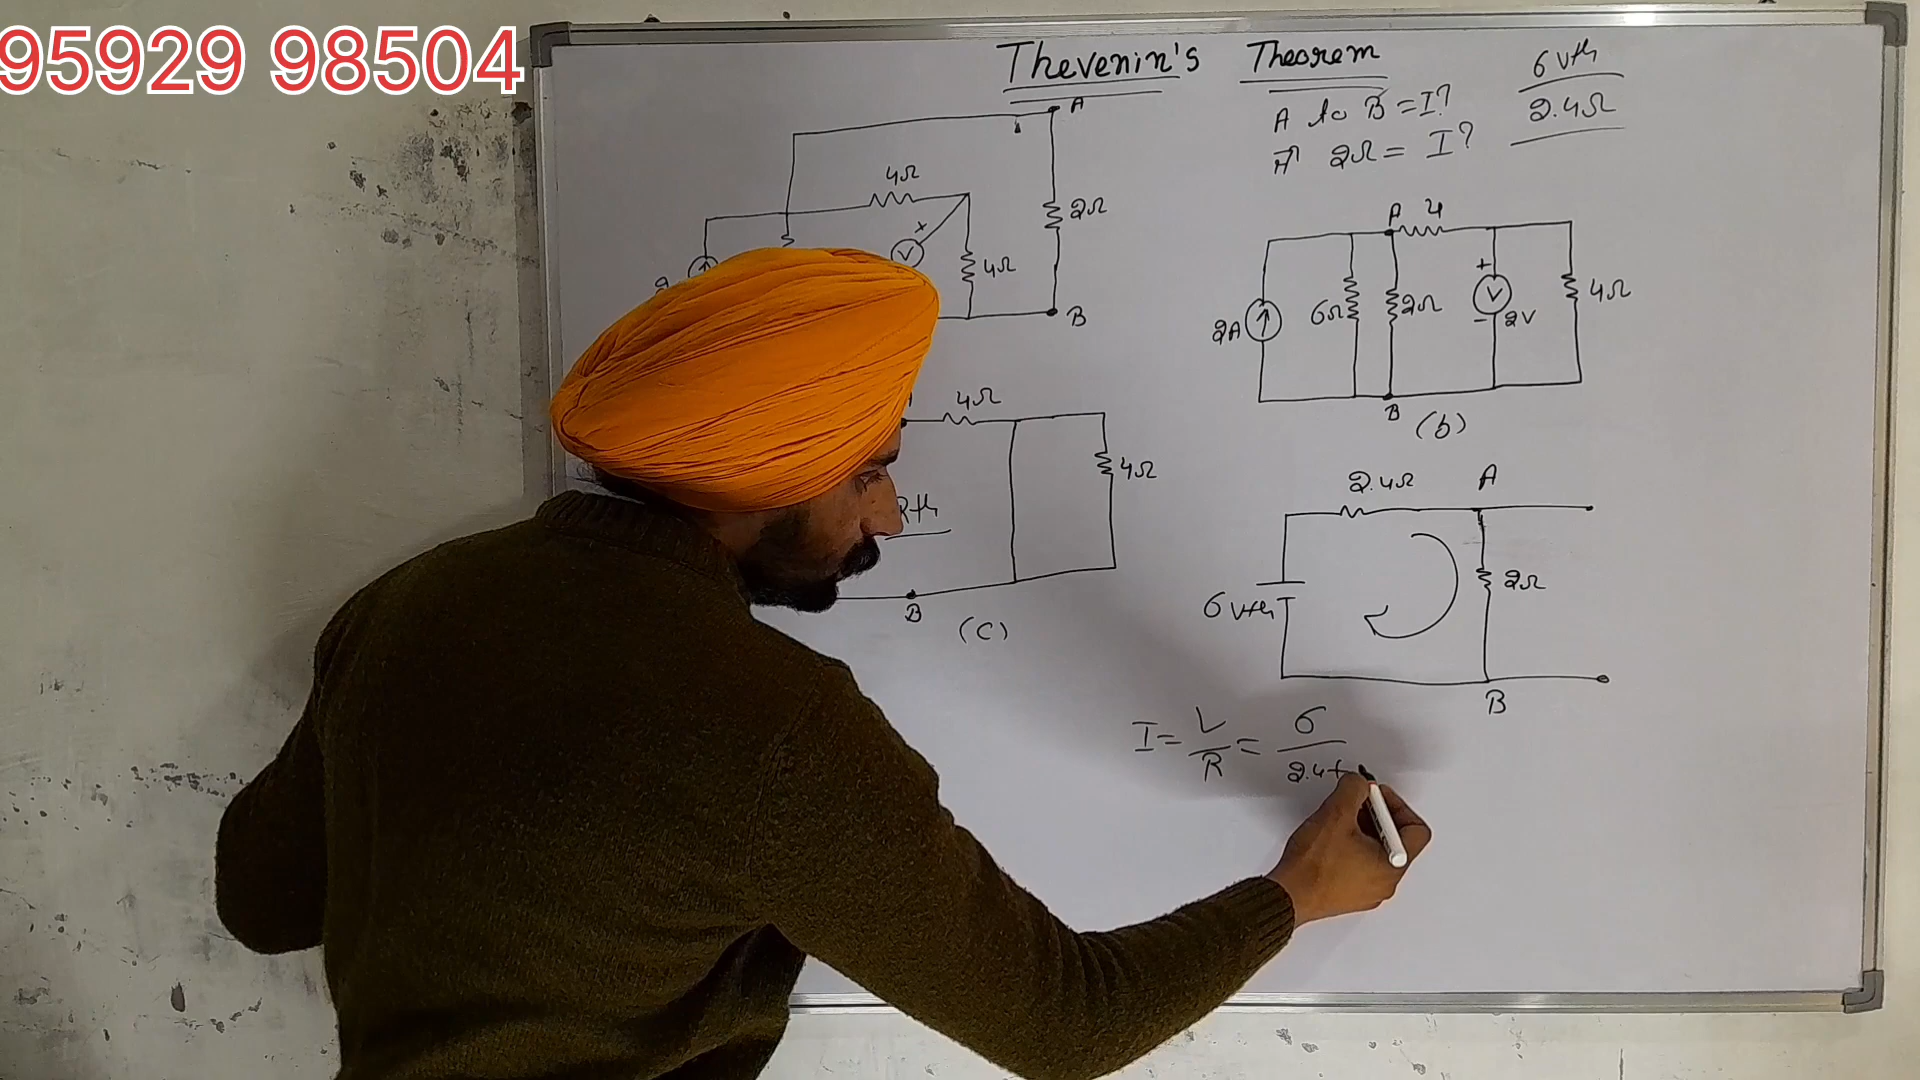 95929 98504
Thevenin's Theorem
A to B = I?
2Ω = I?
6 Vth
2.4Ω
A
4Ω
2Ω
+
V
4Ω
B
4Ω
4Ω
Rth
B
(C)
A 4
2A
6Ω
2Ω
+
V
-
2V
4Ω
B
(b)
2.4Ω
A
6 Vth
2Ω
B
I = V/R = 6/2.4+